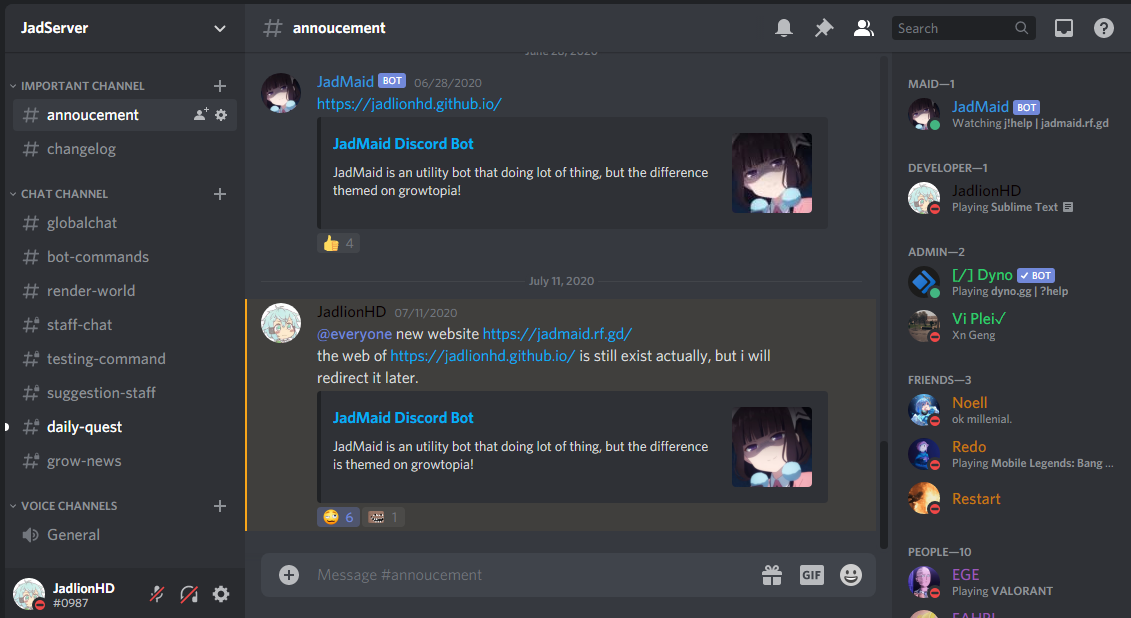 JadServer
IMPORTANT CHANNEL
annoucement
changelog
CHAT CHANNEL
globalchat
bot-commands
render-world
staff-chat
testing-command
suggestion-staff
daily-quest
grow-news
VOICE CHANNELS
General
JadlionHD
#0987
annoucement
Search
June 28, 2020
JadMaid BOT 06/28/2020
https://jadlionhd.github.io/
JadMaid Discord Bot
JadMaid is an utility bot that doing lot of thing, but the difference
themed on growtopia!
4
July 11, 2020
JadlionHD 07/11/2020
@everyone new website https://jadmaid.rf.gd/
the web of https://jadlionhd.github.io/ is still exist actually, but i will
redirect it later.
JadMaid Discord Bot
JadMaid is an utility bot that doing lot of thing, but the difference
is themed on growtopia!
6 1
Message #annoucement
GIF
MAID—1
JadMaid BOT
Watching j!help | jadmaid.rf.gd
DEVELOPER—1
JadlionHD
Playing Sublime Text
ADMIN—2
[/] Dyno ✓ BOT
Playing dyno.gg | ?help
Vi Plei✓
Xn Geng
FRIENDS—3
Noell
ok millenial.
Redo
Playing Mobile Legends: Bang ...
Restart
PEOPLE—10
EGE
Playing VALORANT